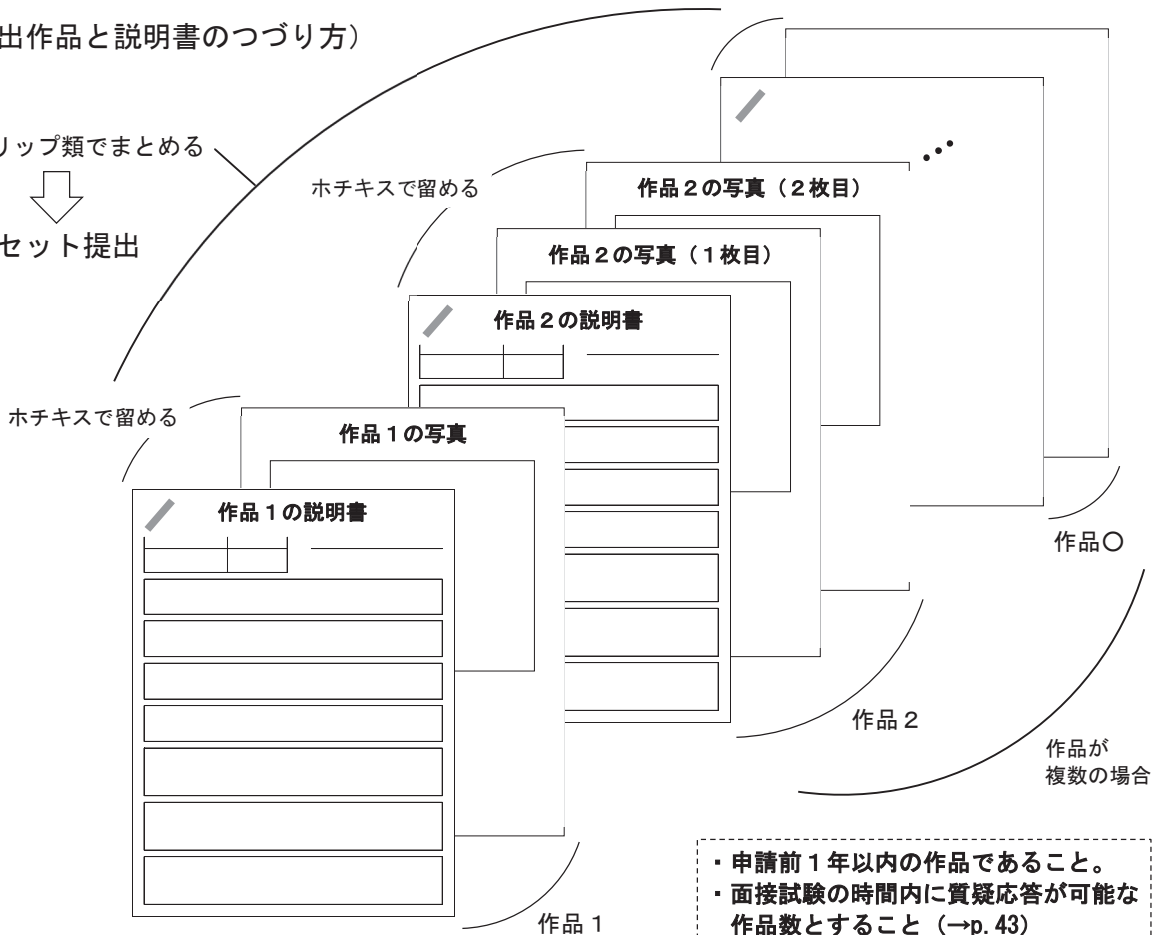 出作品と説明書のつづり方）
リップ類でまとめる
セット提出
ホチキスで留める
作品２の写真（２枚目）
作品２の写真（１枚目）
作品２の説明書
ホチキスで留める
作品１の写真
作品１の説明書
作品〇
作品２
作品が
複数の場合
作品１
・申請前１年以内の作品であること。
・面接試験の時間内に質疑応答が可能な
作品数とすること（→p. 43）